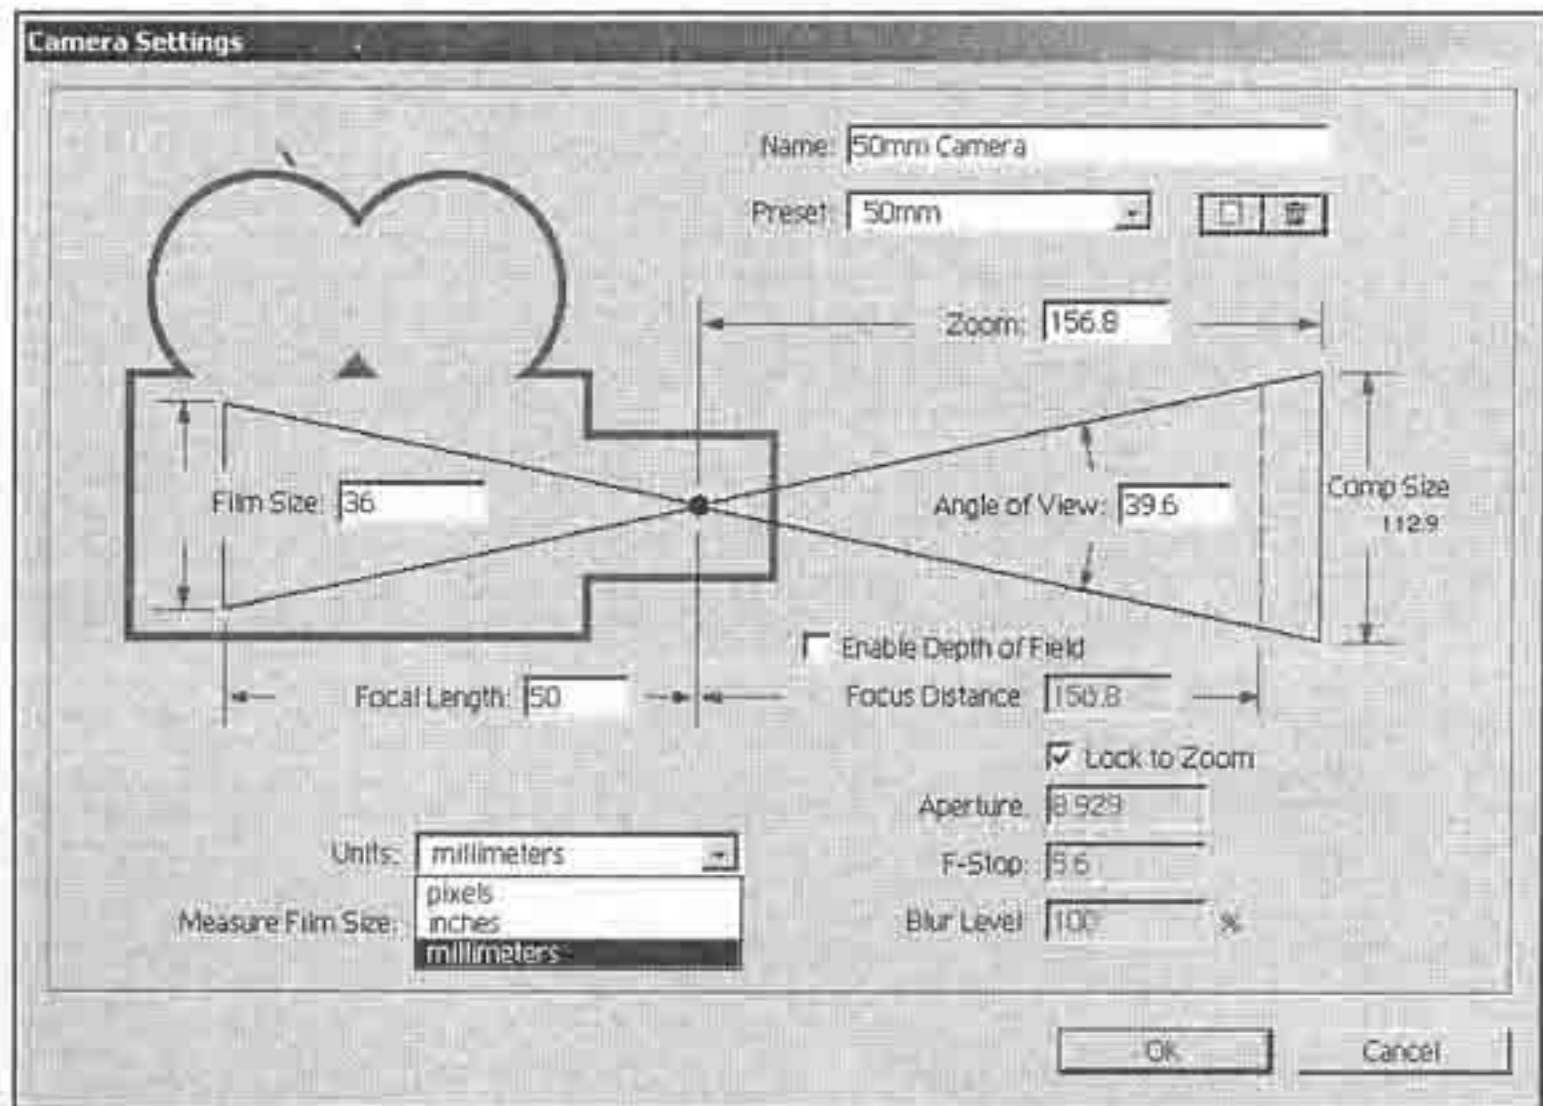 Camera Settings
Name: 50mm Camera
Preset: 50mm
Zoom: 156.8
Film Size: 36
Angle of View: 39.6
Comp Size
112.9
Enable Depth of Field
Focal Length: 50
Focus Distance 156.8
Lock to Zoom
Aperture 8.929
Units: millimeters
F-Stop: 5.6
pixels
Measure Film Size: inches
Blur Level 100 %
millimeters
OK
Cancel